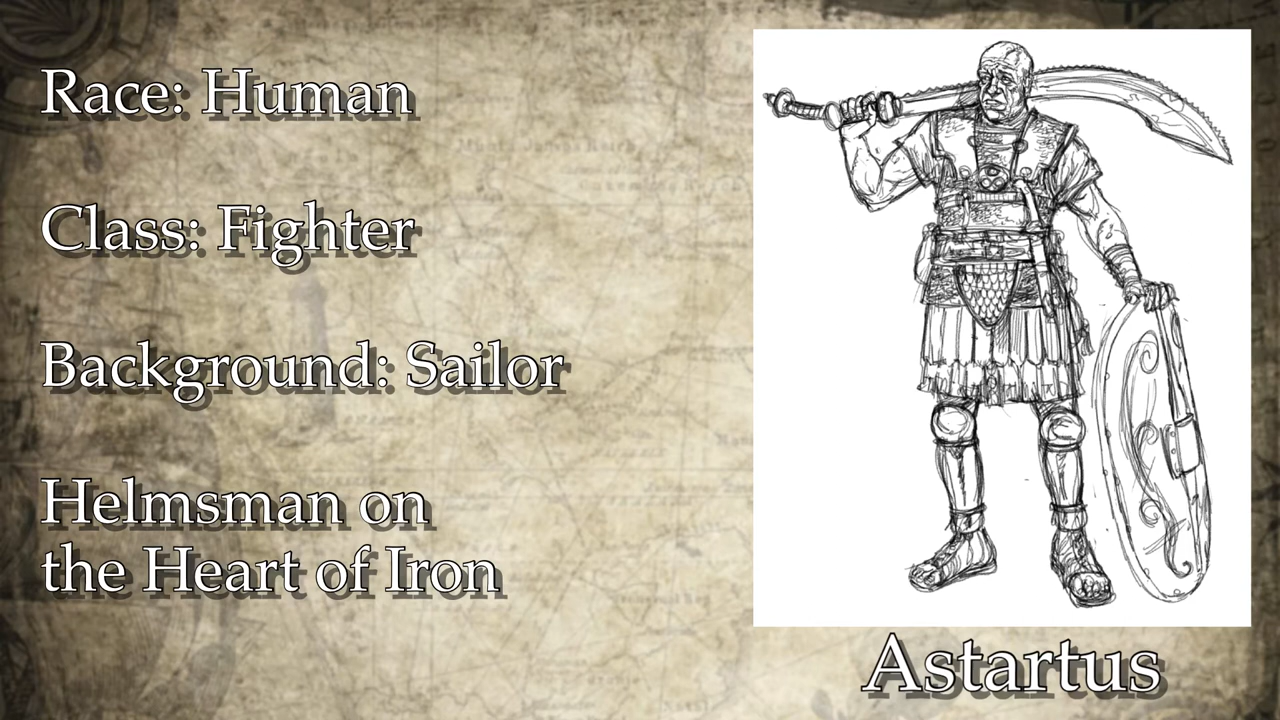 Race: Human
Class: Fighter
Background: Sailor
Helmsman on
the Heart of Iron
Astartus